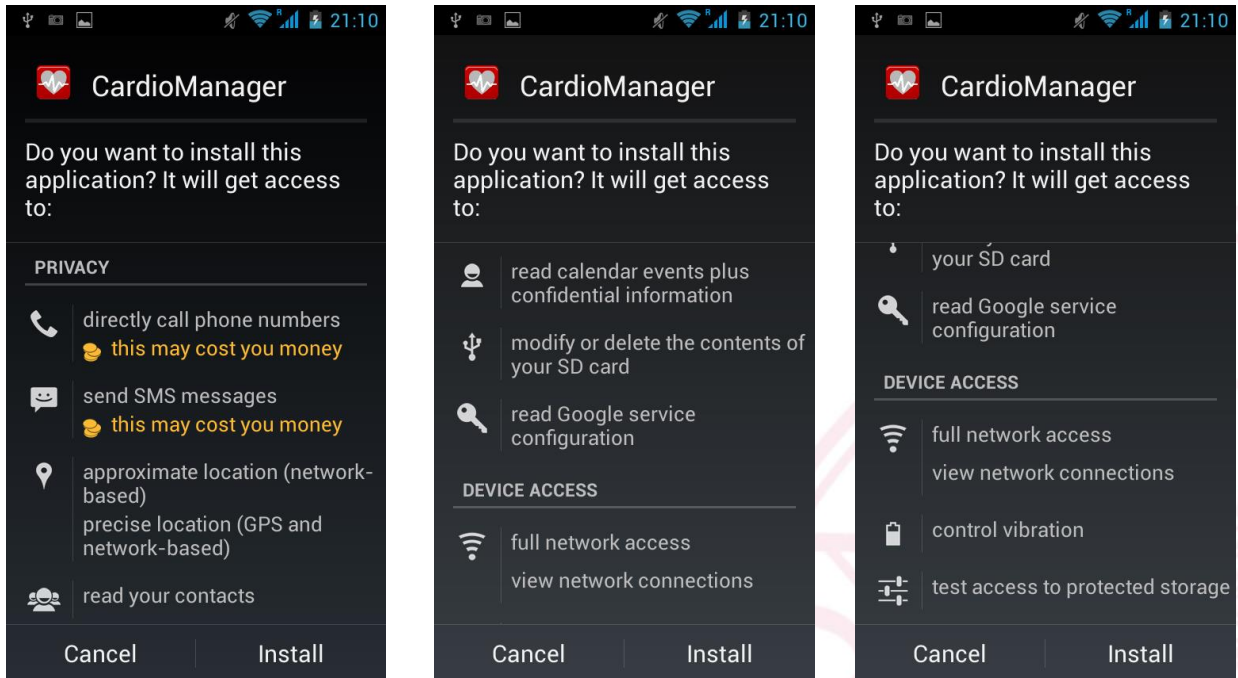 R 21:10
CardioManager
Do you want to install this
application? It will get access
to:
PRIVACY
directly call phone numbers
this may cost you money
send SMS messages
this may cost you money
approximate location (network-
based)
precise location (GPS and
network-based)
read your contacts
Cancel Install
R 21:10
CardioManager
Do you want to install this
application? It will get access
to:
read calendar events plus
confidential information
modify or delete the contents of
your SD card
read Google service
configuration
DEVICE ACCESS
full network access
view network connections
Cancel Install
R 21:10
CardioManager
Do you want to install this
application? It will get access
to:
your SD card
read Google service
configuration
DEVICE ACCESS
full network access
view network connections
control vibration
test access to protected storage
Cancel Install